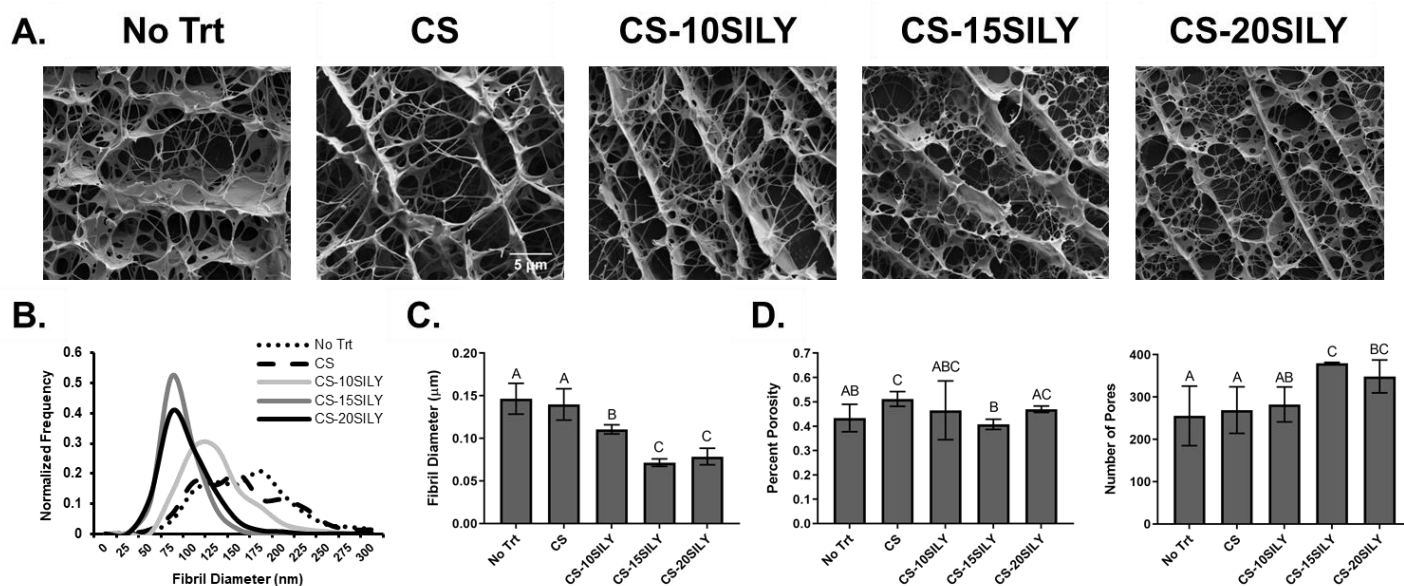 A.
No Trt
CS
CS-10SILY
CS-15SILY
CS-20SILY
5 μm
B.
Normalized Frequency
0.6
0.5
0.4
0.3
0.2
0.1
0
0
25
50
75
100
125
150
175
200
225
250
275
300
Fibril Diameter (nm)
No Trt
CS
CS-10SILY
CS-15SILY
CS-20SILY
C.
Fibril Diameter (μm)
0.20
0.15
0.10
0.05
0.00
A
A
B
C
C
No Trt
CS
CS-10SILY
CS-15SILY
CS-20SILY
D.
Percent Porosity
0.7
0.6
0.5
0.4
0.3
0.2
0.1
0.0
AB
C
ABC
B
AC
No Trt
CS
CS-10SILY
CS-15SILY
CS-20SILY
Number of Pores
400
300
200
100
0
A
A
AB
C
BC
No Trt
CS
CS-10SILY
CS-15SILY
CS-20SILY